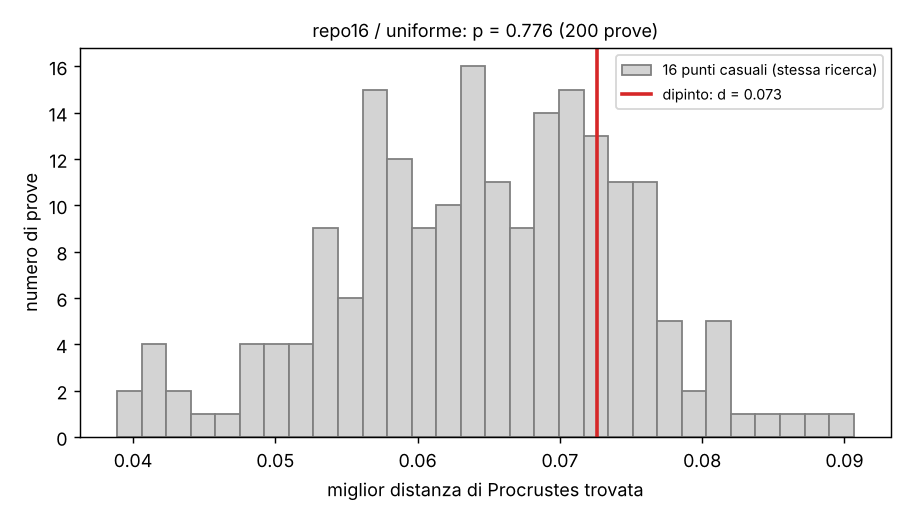 repo16 / uniforme: p = 0.776 (200 prove)
16 punti casuali (stessa ricerca)
dipinto: d = 0.073
numero di prove
16
14
12
10
8
6
4
2
0
0.04 0.05 0.06 0.07 0.08 0.09
miglior distanza di Procrustes trovata